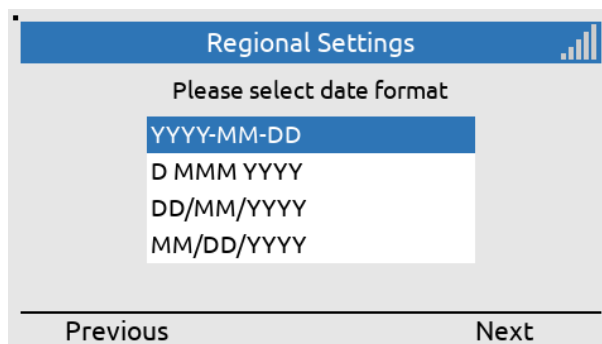 Regional Settings
Please select date format
YYYY-MM-DD
D MMM YYYY
DD/MM/YYYY
MM/DD/YYYY
Previous Next